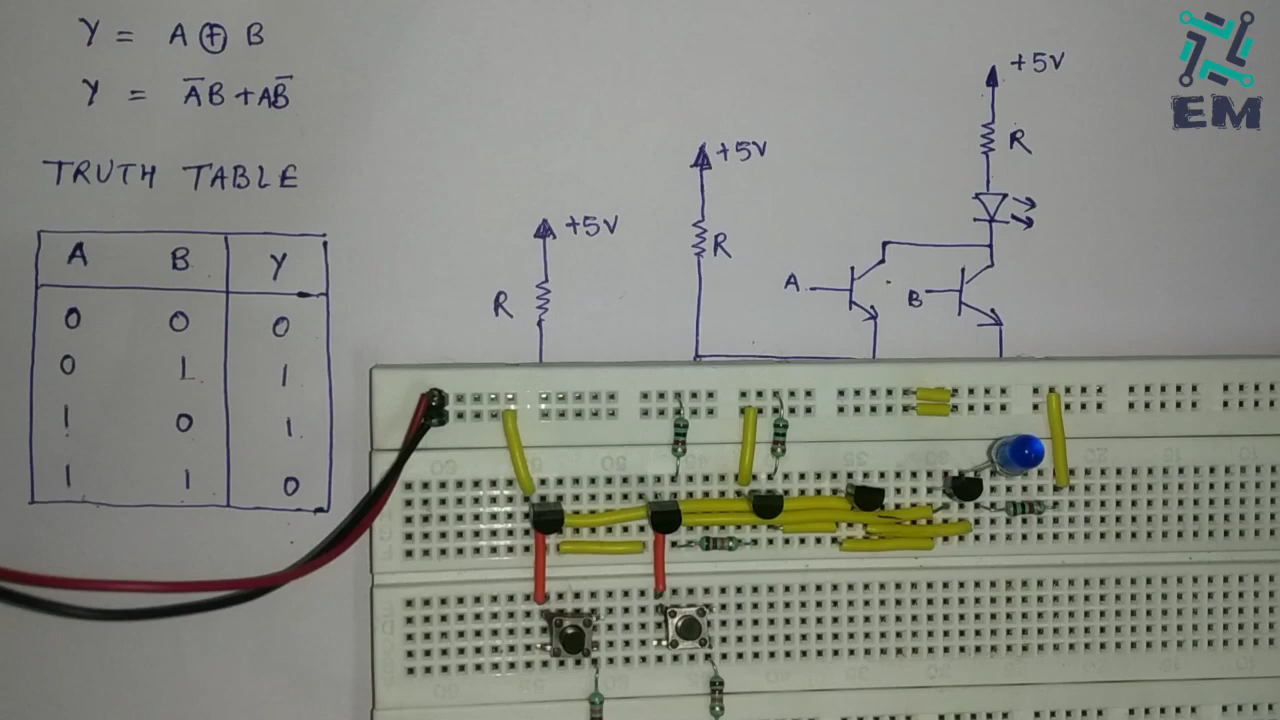 Y = A ⊕ B
Y = A̅B + AB̅
TRUTH TABLE
A B Y
0 0 0
0 1 1
1 0 1
1 1 0
+5V
R
+5V
R
+5V
R
A
B
EM